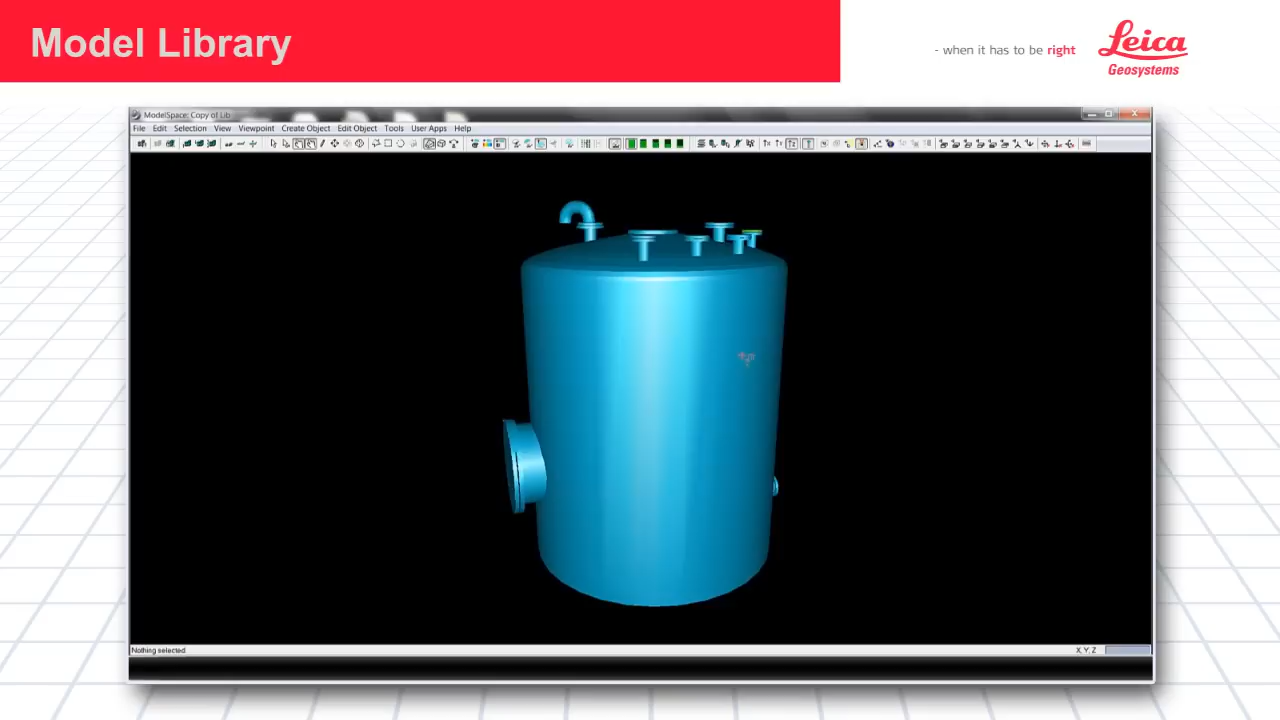 Model Library
- when it has to be right
Leica
Geosystems
ModelSpace: Copy of Lib
File Edit Selection View Viewpoint Create Object Edit Object Tools User Apps Help
Nothing selected.
X, Y, Z